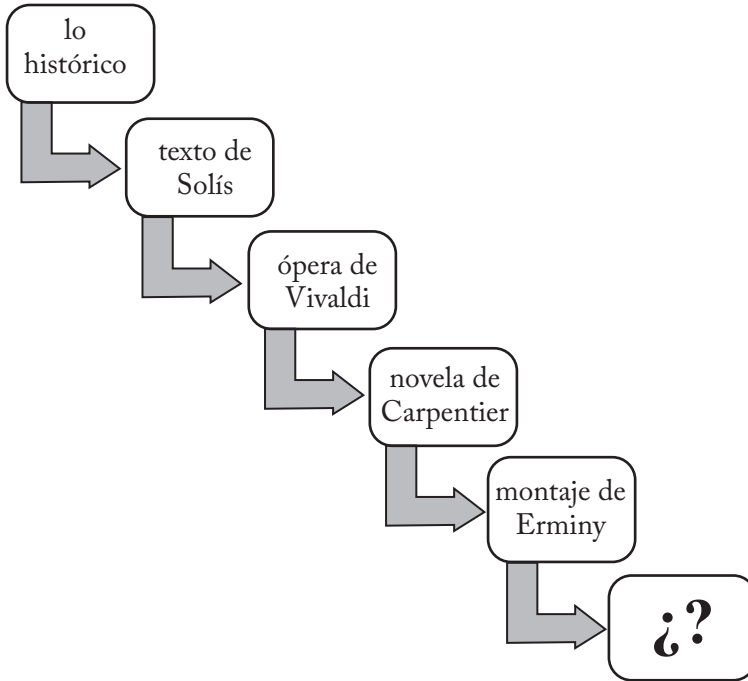 lo
histórico
texto de
Solís
ópera de
Vivaldi
novela de
Carpentier
montaje de
Erminy
¿?